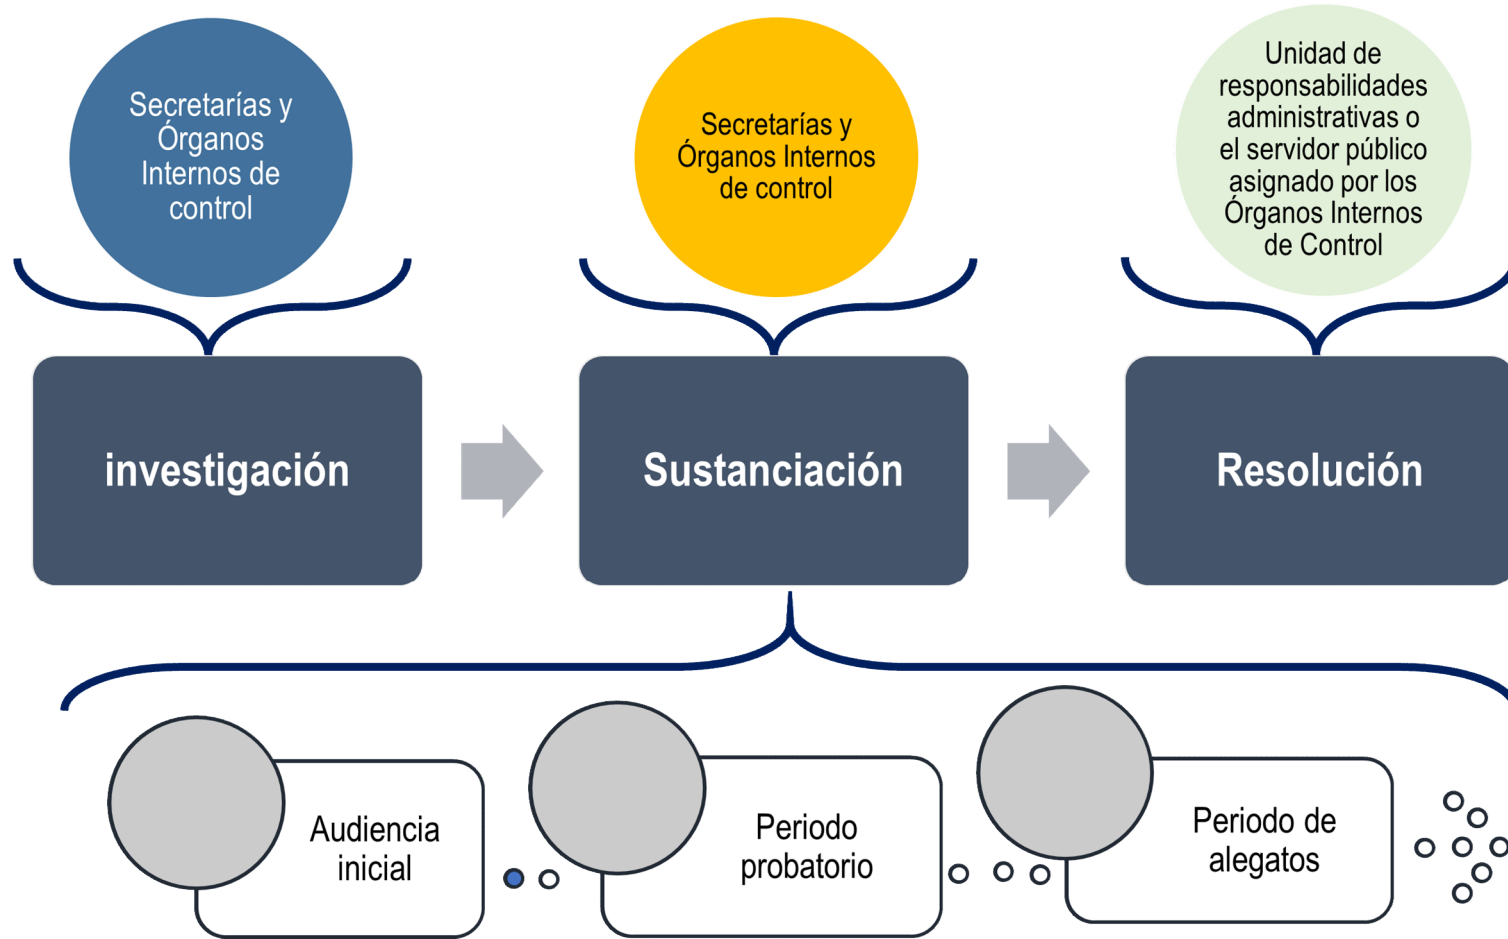 Secretarías y
Órganos
Internos de
control
Secretarías y
Órganos Internos
de control
Unidad de
responsabilidades
administrativas o
el servidor público
asignado por los
Órganos Internos
de Control
investigación
Sustanciación
Resolución
Audiencia
inicial
Periodo
probatorio
Periodo de
alegatos